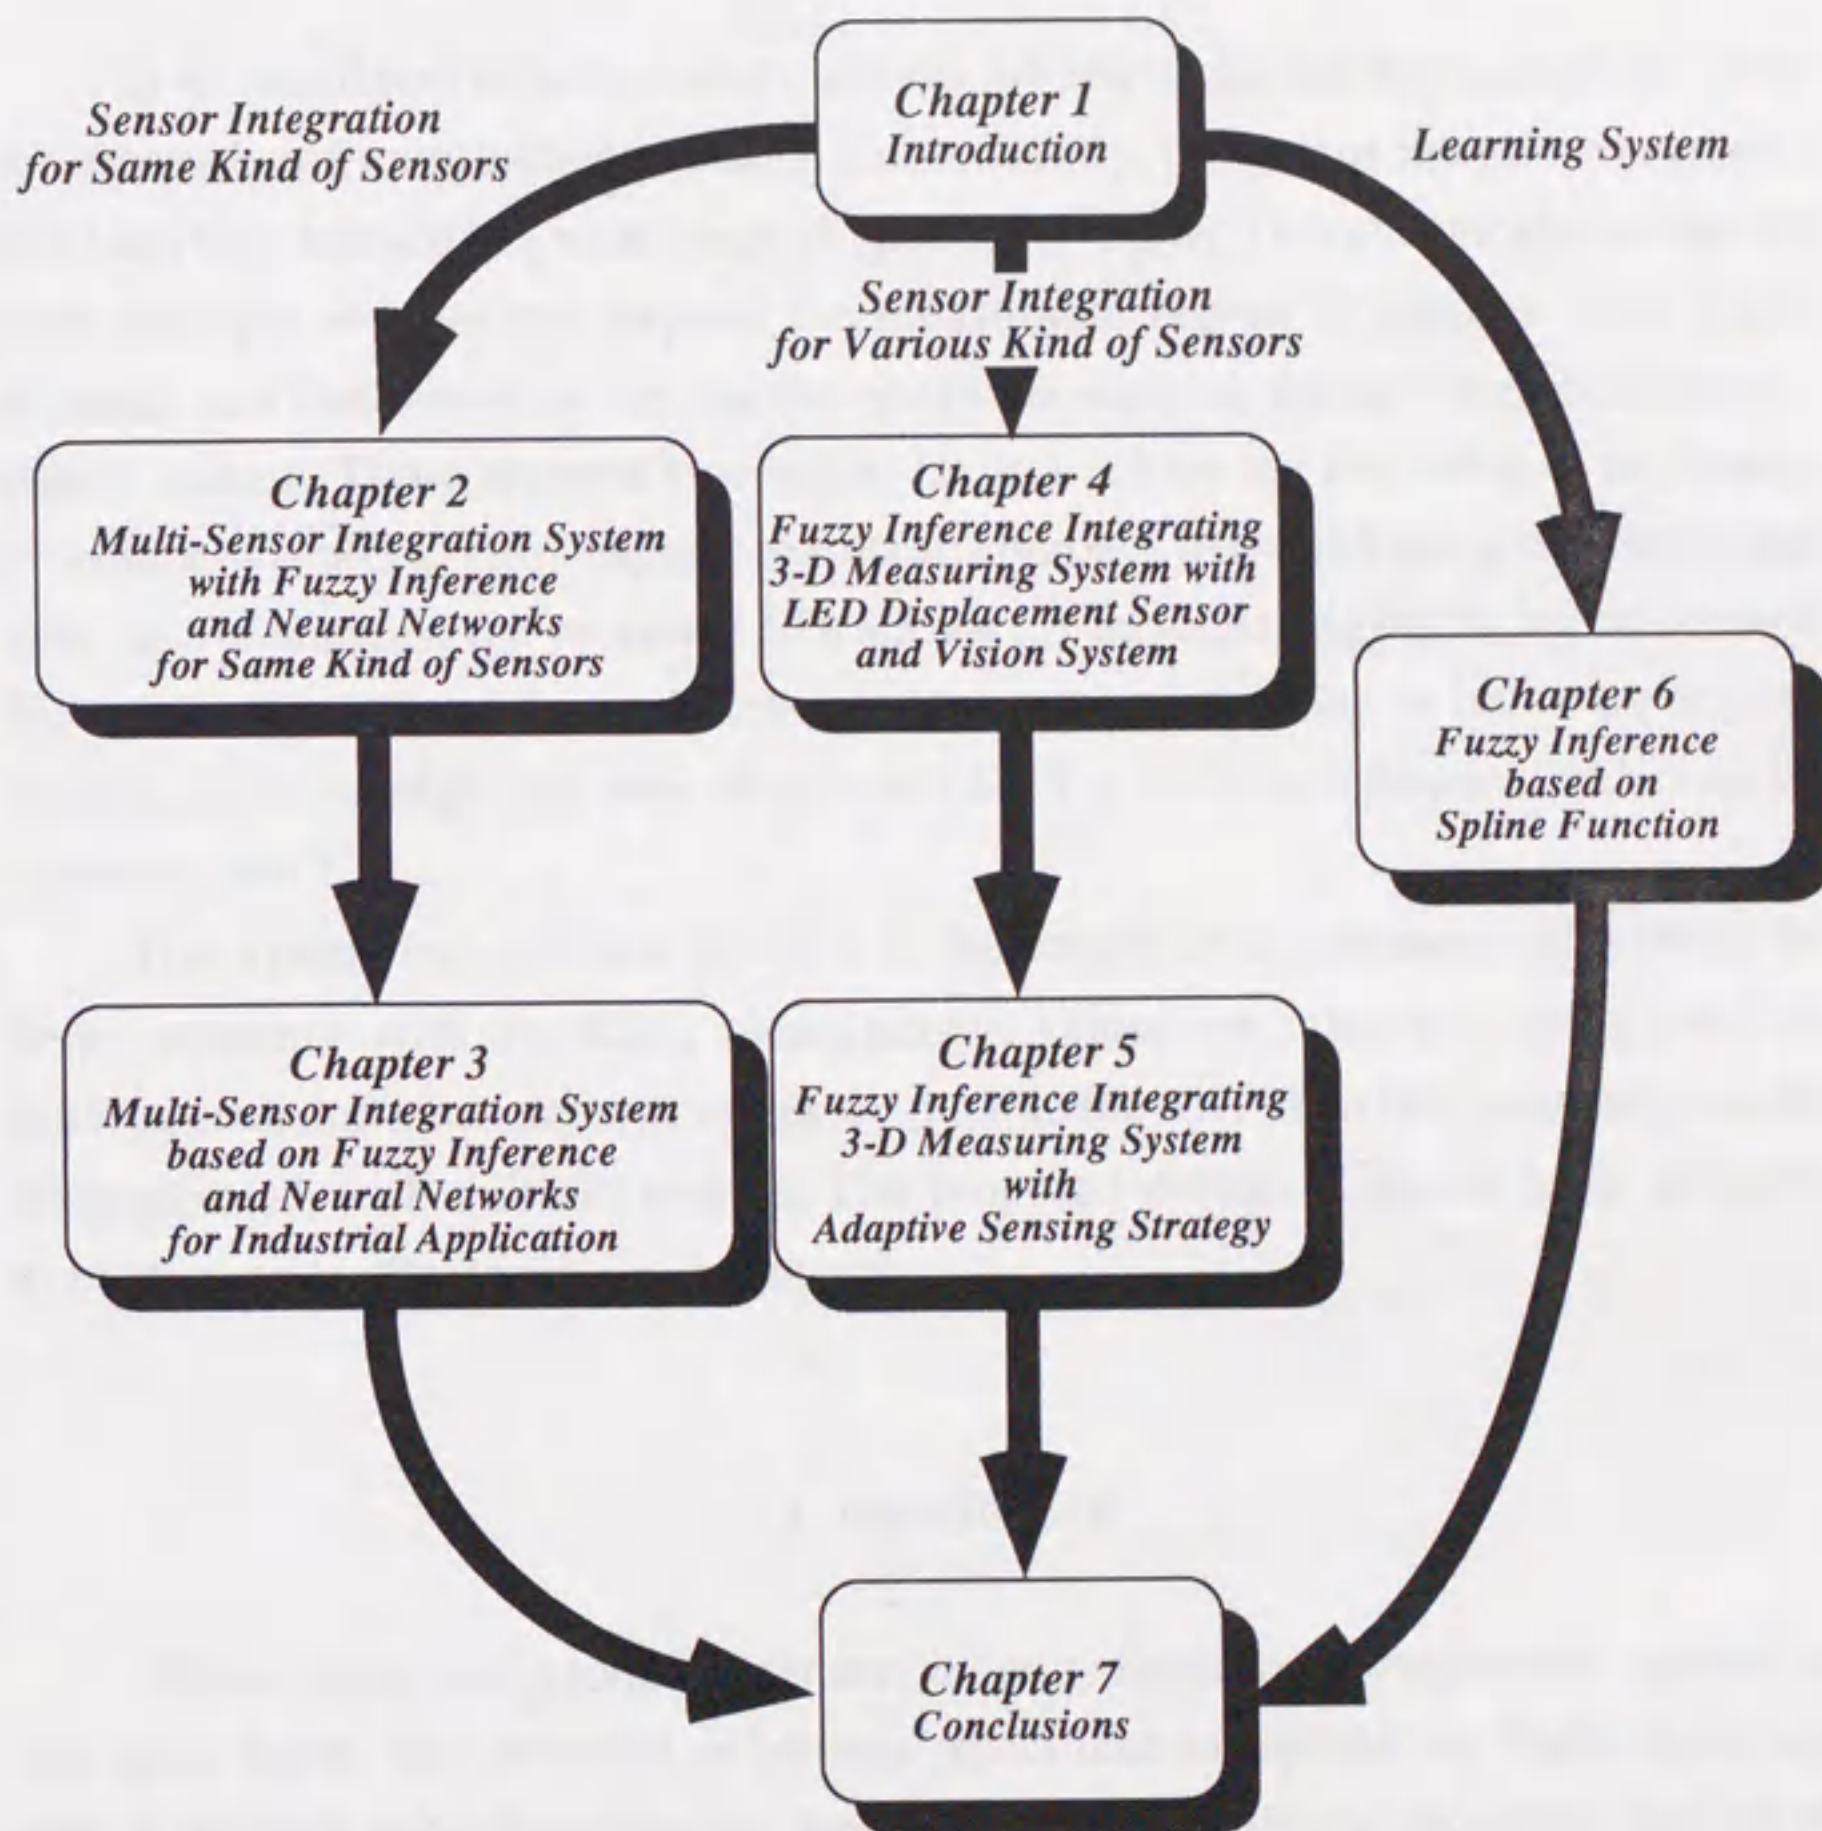 Chapter 1
Introduction
Sensor Integration
for Same Kind of Sensors
Sensor Integration
for Various Kind of Sensors
Learning System
Chapter 2
Multi-Sensor Integration System
with Fuzzy Inference
and Neural Networks
for Same Kind of Sensors
Chapter 4
Fuzzy Inference Integrating
3-D Measuring System with
LED Displacement Sensor
and Vision System
Chapter 6
Fuzzy Inference
based on
Spline Function
Chapter 3
Multi-Sensor Integration System
based on Fuzzy Inference
and Neural Networks
for Industrial Application
Chapter 5
Fuzzy Inference Integrating
3-D Measuring System
with
Adaptive Sensing Strategy
Chapter 7
Conclusions